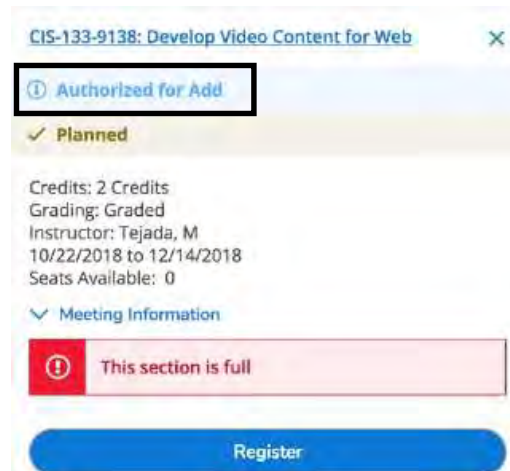 CIS-133-9138: Develop Video Content for Web
Authorized for Add
Planned
Credits: 2 Credits
Grading: Graded
Instructor: Tejada, M
10/22/2018 to 12/14/2018
Seats Available: 0
Meeting Information
This section is full
Register